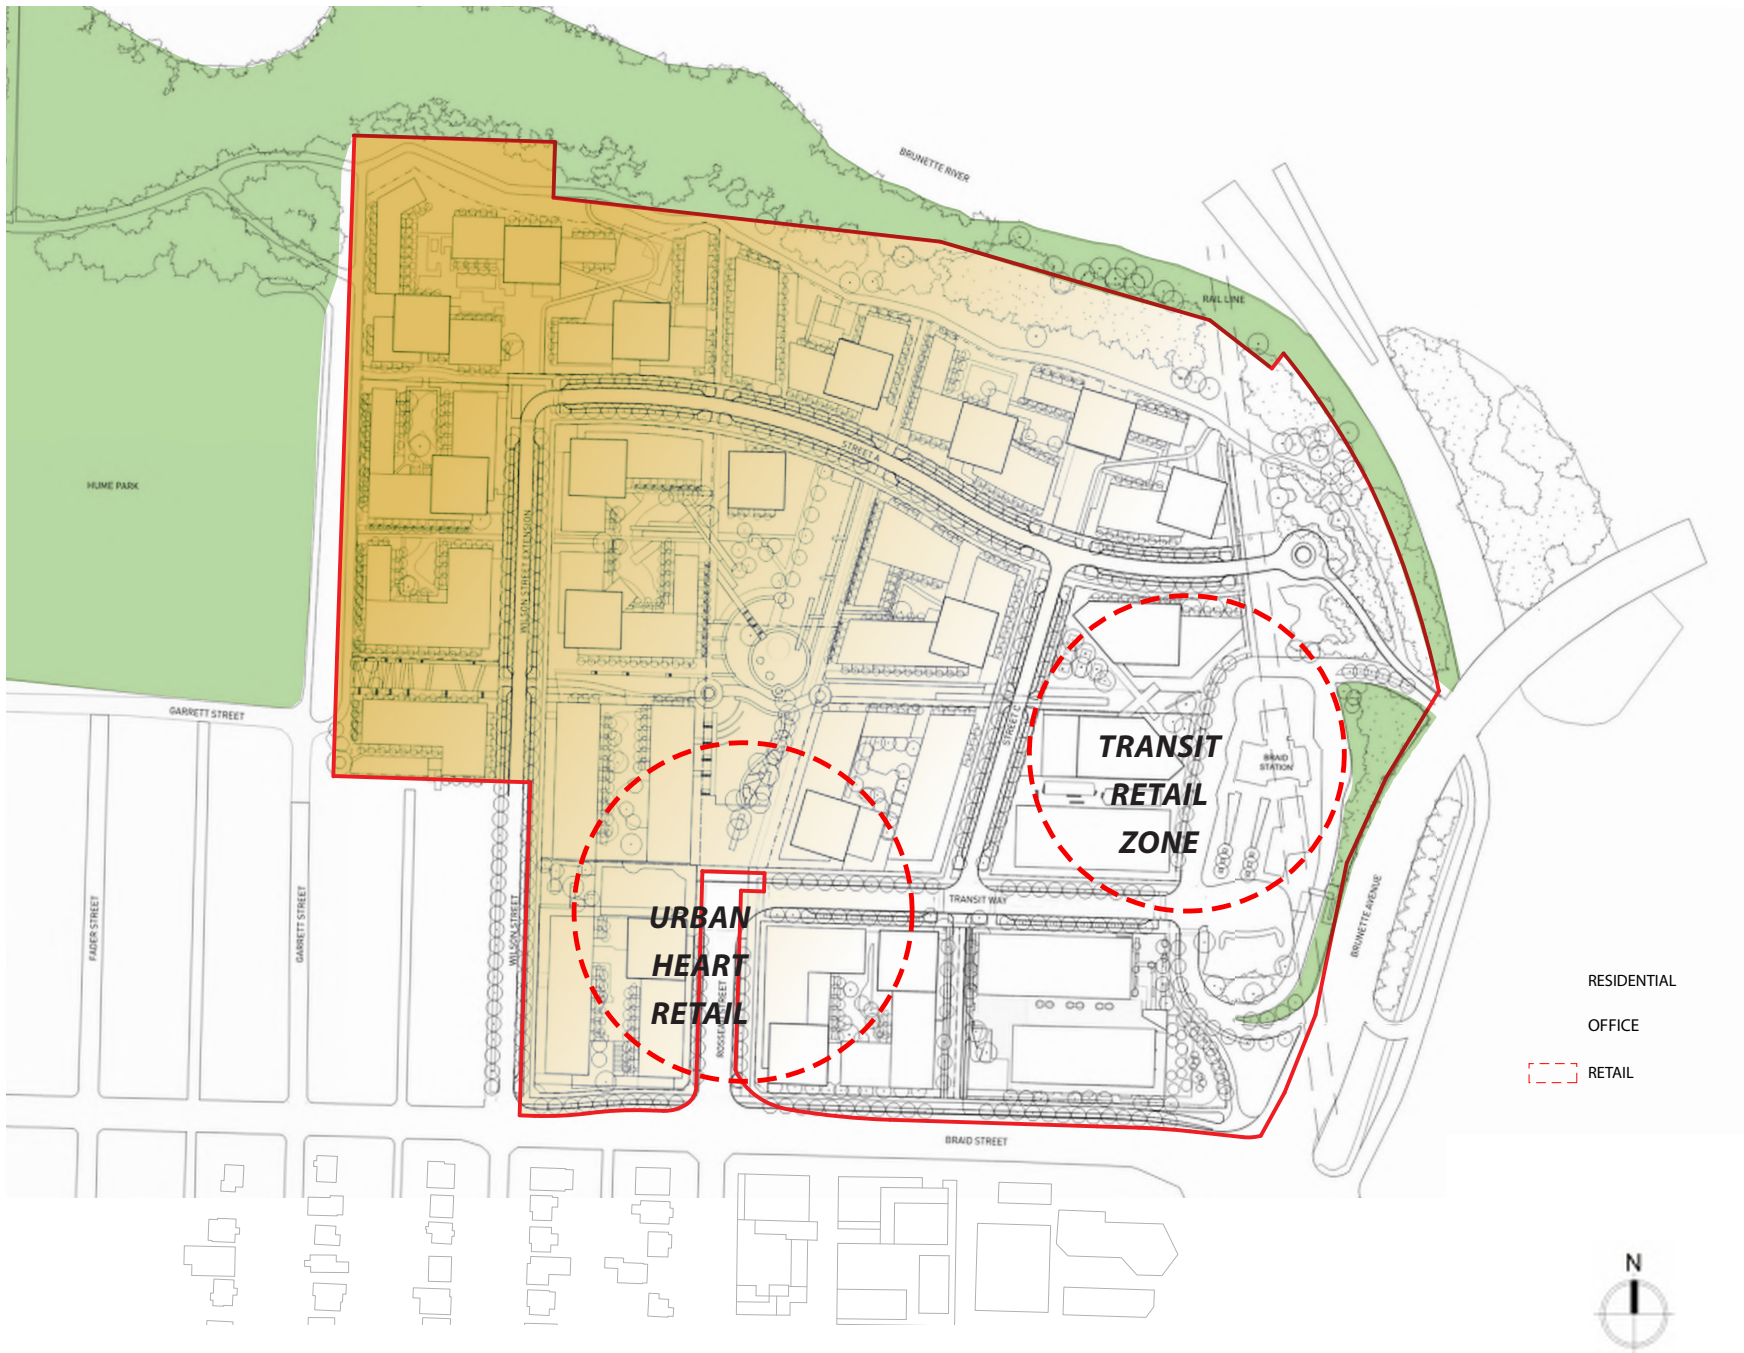 BRUNETTE RIVER
RAIL LINE
STREET A
HUME PARK
WILSON STREET EXTENSION
GARRETT STREET
STREET C
TRANSIT
RETAIL
ZONE
BRAID
STATION
FADER STREET
GARRETT STREET
WILSON STREET
URBAN
HEART
RETAIL
TRANSIT WAY
BRUNETTE AVENUE
RESIDENTIAL
OFFICE
RETAIL
BRAID STREET
N